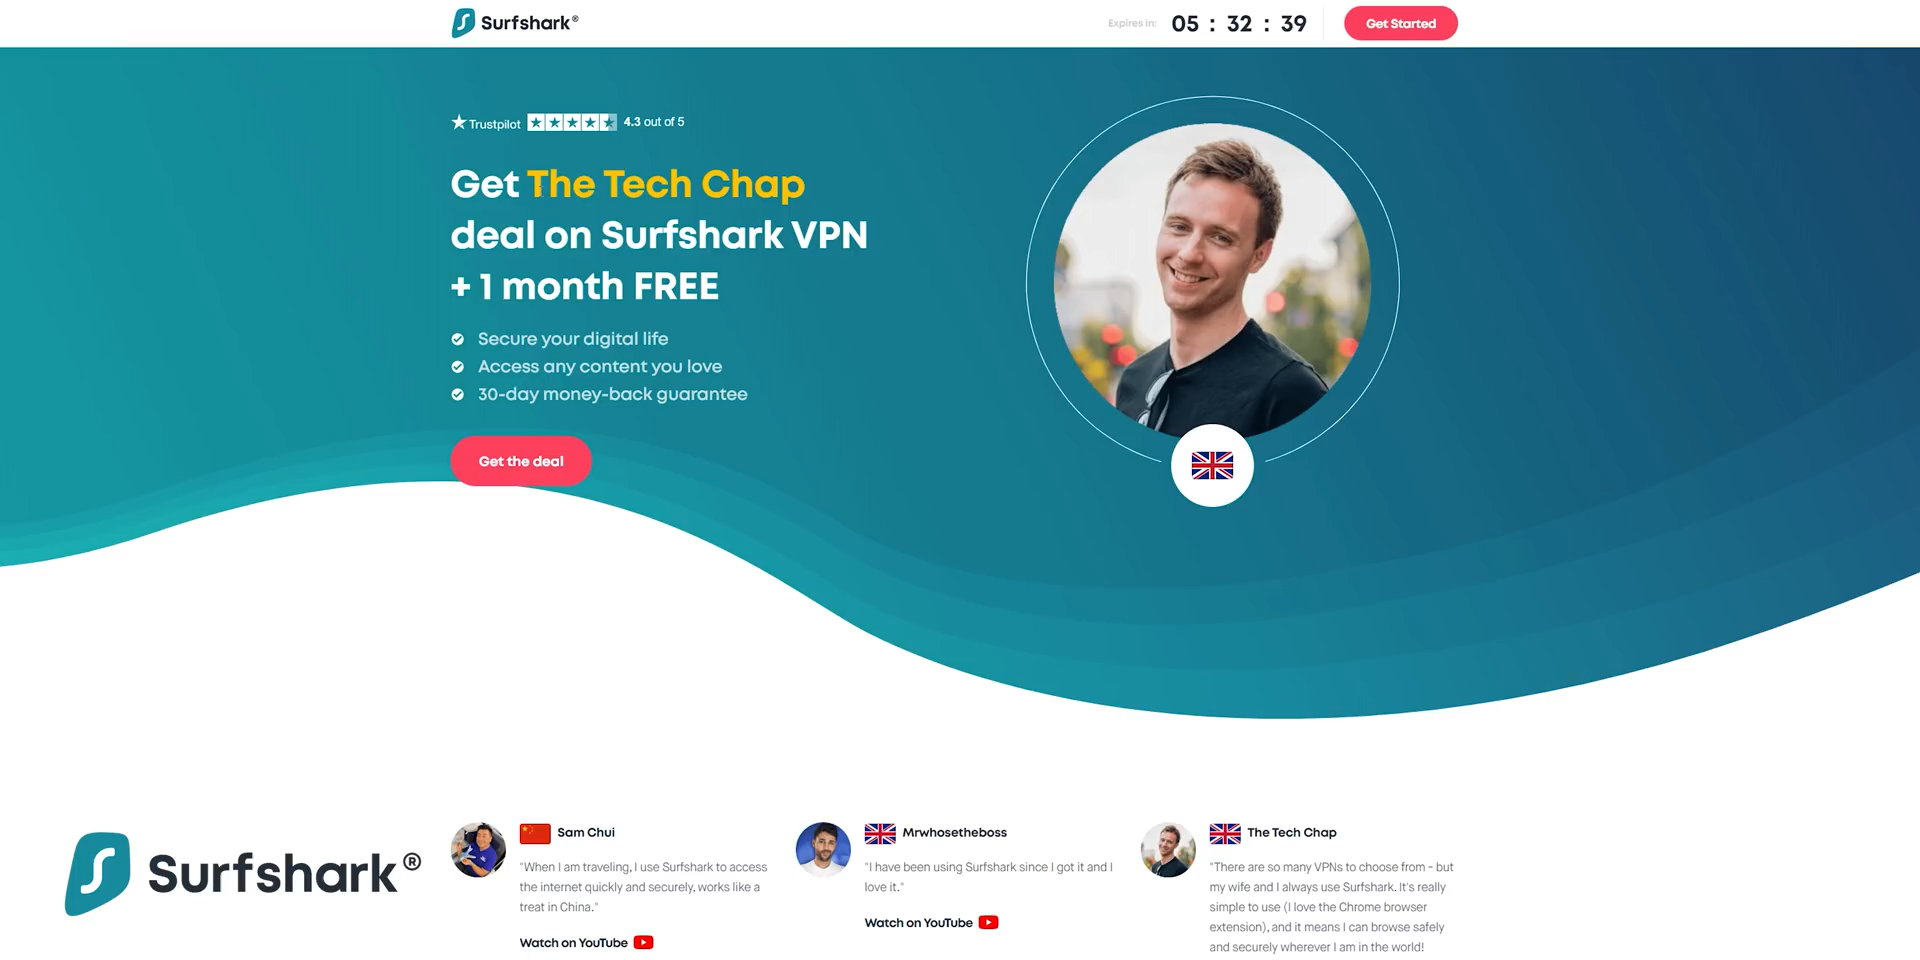 Surfshark®
Expires in: 05 : 32 : 39
Get Started
Trustpilot 4.3 out of 5
Get The Tech Chap
deal on Surfshark VPN
+ 1 month FREE
Secure your digital life
Access any content you love
30-day money-back guarantee
Get the deal
Surfshark®
Sam Chui
"When I am traveling, I use Surfshark to access
the internet quickly and securely, works like a
treat in China."
Watch on YouTube
Mrwhosetheboss
"I have been using Surfshark since I got it and I
love it."
Watch on YouTube
The Tech Chap
"There are so many VPNs to choose from - but
my wife and I always use Surfshark. It's really
simple to use (I love the Chrome browser
extension), and it means I can browse safely
and securely wherever I am in the world!